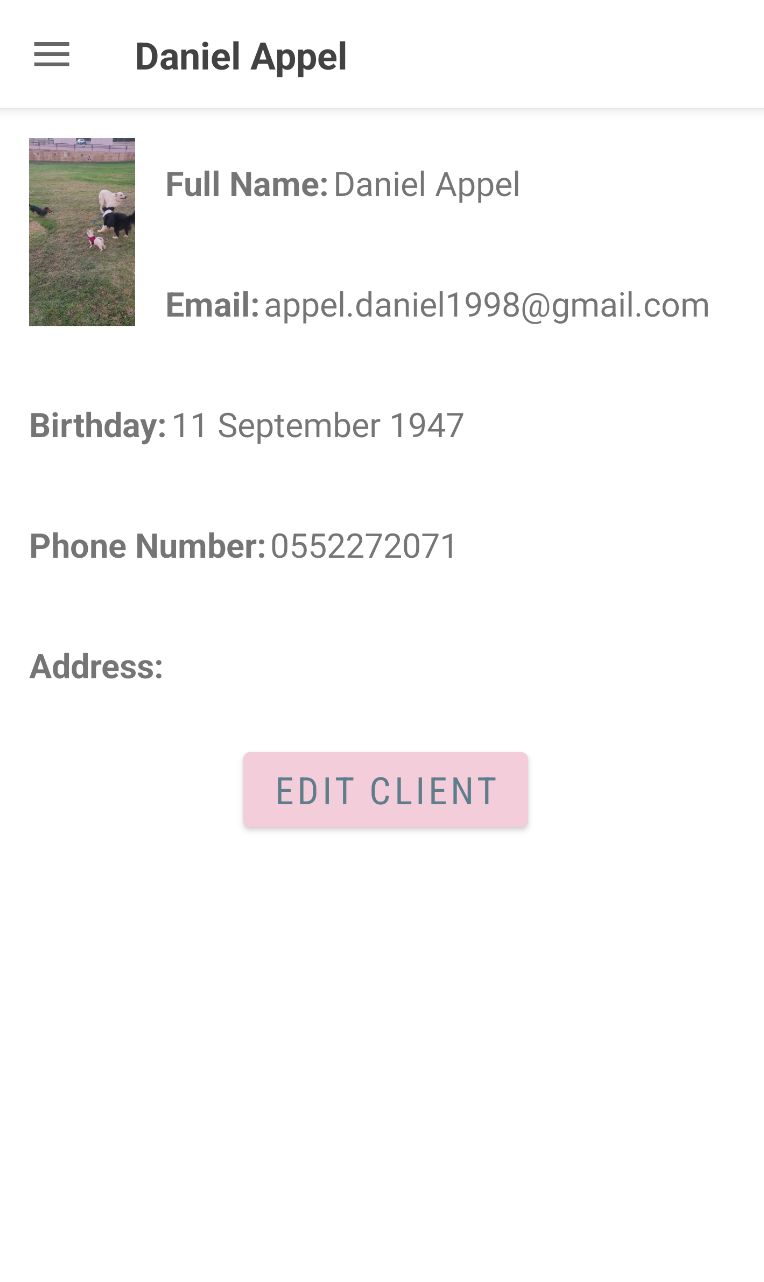 Daniel Appel
Full Name: Daniel Appel
Email: appel.daniel1998@gmail.com
Birthday: 11 September 1947
Phone Number: 0552272071
Address:
EDIT CLIENT